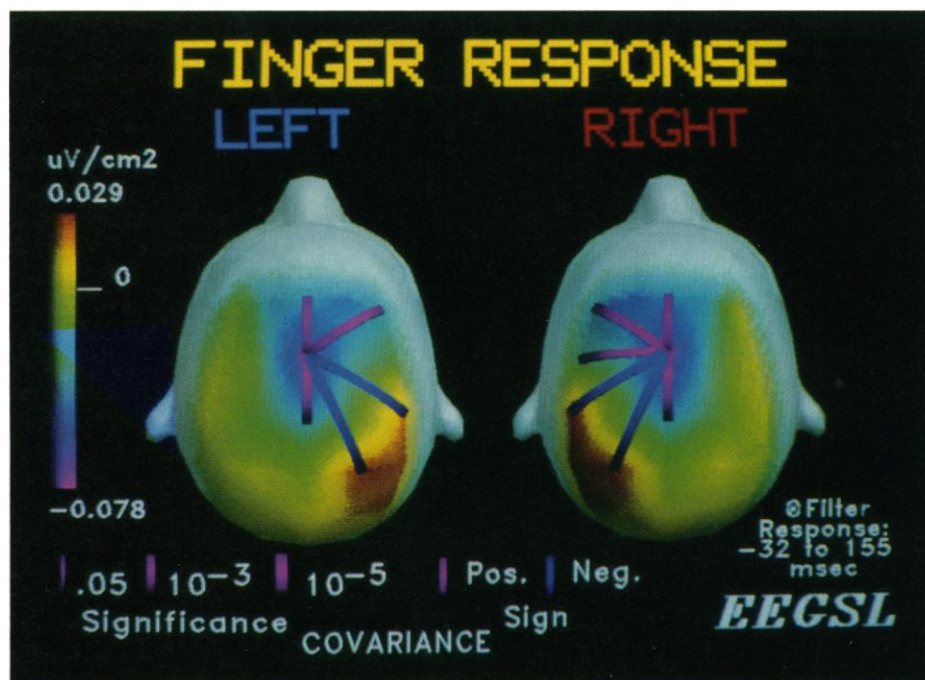 FINGER RESPONSE
LEFT RIGHT
uV/cm2
0.029
0
-0.078
θFilter
Response:
-32 to 155
msec
.05 10-3 10-5 Pos. Neg.
Significance Sign
COVARIANCE
EEGSL